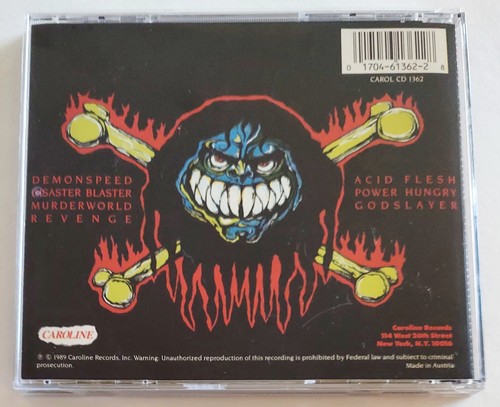 0 1704-61362-2 8
CAROL CD 1362
DEMONSPEED
DISASTER BLASTER
MURDERWORLD
REVENGE
ACID FLESH
POWER HUNGRY
GODSLAYER
CAROLINE
Caroline Records
114 West 26th Street
New York, N.Y. 10016
℗ © 1989 Caroline Records, Inc. Warning: Unauthorized reproduction of this recording is prohibited by Federal law and subject to criminal
prosecution.
Made in Austria